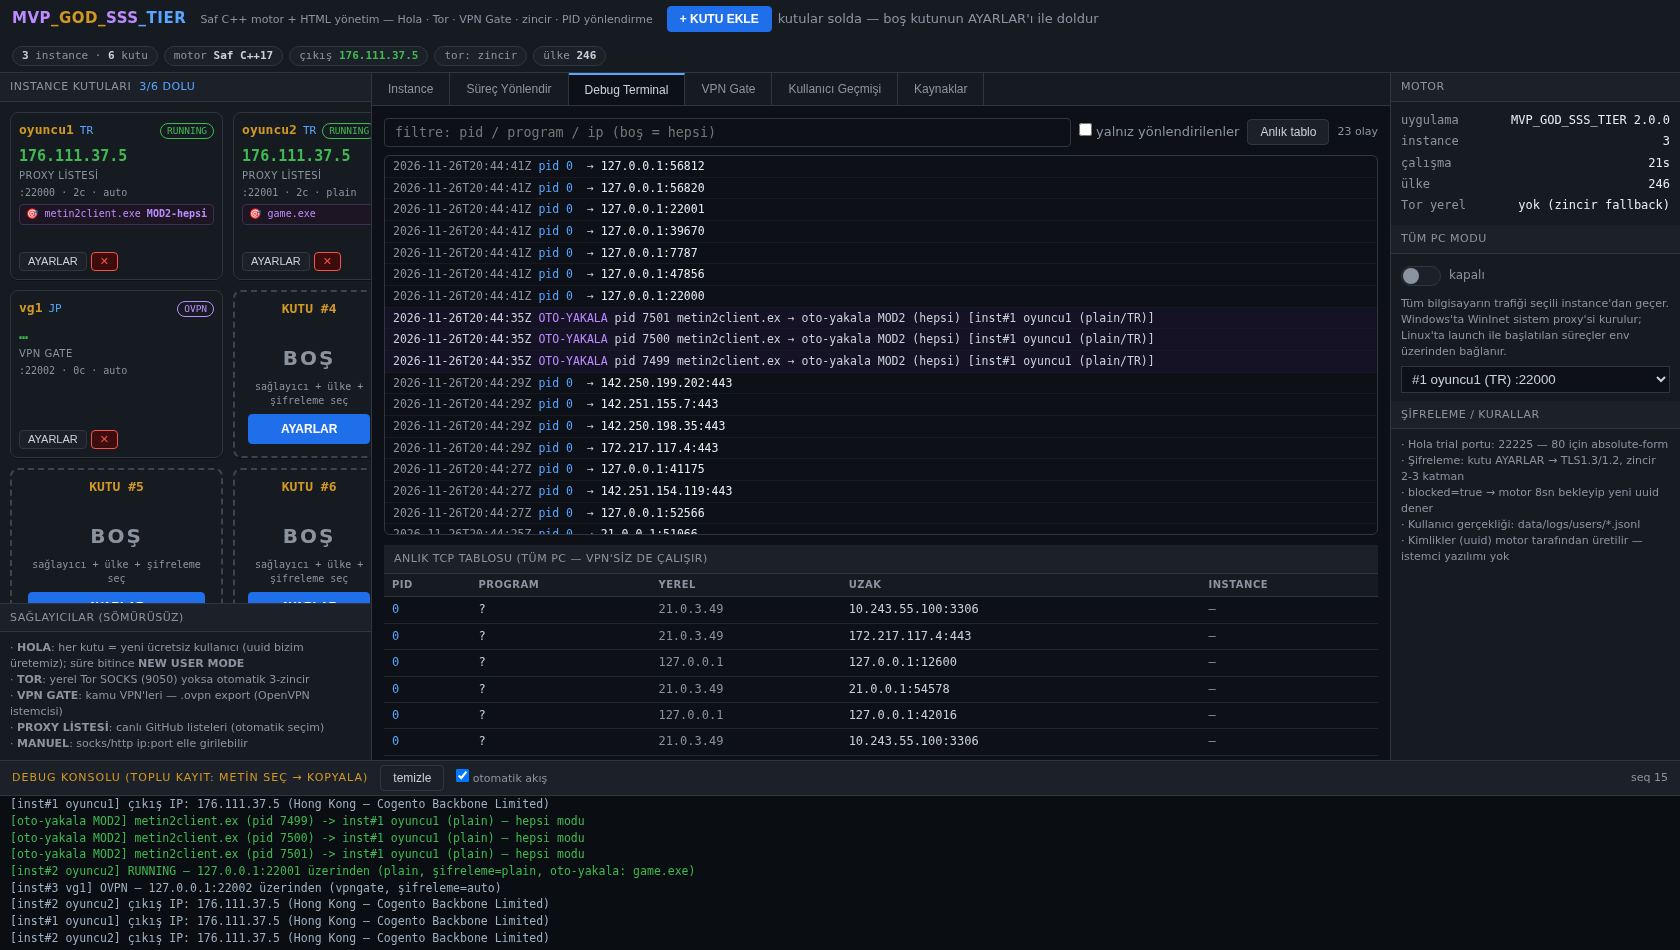 MVP_GOD_SSS_TIER Saf C++ motor + HTML yönetim — Hola · Tor · VPN Gate · zincir · PID yönlendirme + KUTU EKLE kutular solda — boş kutunun AYARLAR'ı ile doldur
3 instance · 6 kutu motor Saf C++17 çıkış 176.111.37.5 tor: zincir ülke 246
INSTANCE KUTULARI 3/6 DOLU
oyuncu1 TR RUNNING
176.111.37.5
PROXY LİSTESİ
:22000 · 2c · auto
🎯 metin2client.exe MOD2-hepsi
AYARLAR ✕
oyuncu2 TR RUNNING
176.111.37.5
PROXY LİSTESİ
:22001 · 2c · plain
🎯 game.exe
AYARLAR ✕
vg1 JP OVPN
…
VPN GATE
:22002 · 0c · auto
AYARLAR ✕
KUTU #4
BOŞ
sağlayıcı + ülke +
şifreleme seç
AYARLAR
KUTU #5
BOŞ
sağlayıcı + ülke + şifreleme
seç
KUTU #6
BOŞ
sağlayıcı + ülke +
şifreleme seç
SAĞLAYICILAR (SÖMÜRÜSÜZ)
· HOLA: her kutu = yeni ücretsiz kullanıcı (uuid bizim
üretemiz); süre bitince NEW USER MODE
· TOR: yerel Tor SOCKS (9050) yoksa otomatik 3-zincir
· VPN GATE: kamu VPN'leri — .ovpn export (OpenVPN
istemcisi)
· PROXY LİSTESİ: canlı GitHub listeleri (otomatik seçim)
· MANUEL: socks/http ip:port elle girilebilir
Instance Süreç Yönlendir Debug Terminal VPN Gate Kullanıcı Geçmişi Kaynaklar
filtre: pid / program / ip (boş = hepsi) yalnız yönlendirilenler Anlık tablo 23 olay
2026-11-26T20:44:41Z pid 0 → 127.0.0.1:56812
2026-11-26T20:44:41Z pid 0 → 127.0.0.1:56820
2026-11-26T20:44:41Z pid 0 → 127.0.0.1:22001
2026-11-26T20:44:41Z pid 0 → 127.0.0.1:39670
2026-11-26T20:44:41Z pid 0 → 127.0.0.1:7787
2026-11-26T20:44:41Z pid 0 → 127.0.0.1:47856
2026-11-26T20:44:41Z pid 0 → 127.0.0.1:22000
2026-11-26T20:44:35Z OTO-YAKALA pid 7501 metin2client.ex → oto-yakala MOD2 (hepsi) [inst#1 oyuncu1 (plain/TR)]
2026-11-26T20:44:35Z OTO-YAKALA pid 7500 metin2client.ex → oto-yakala MOD2 (hepsi) [inst#1 oyuncu1 (plain/TR)]
2026-11-26T20:44:35Z OTO-YAKALA pid 7499 metin2client.ex → oto-yakala MOD2 (hepsi) [inst#1 oyuncu1 (plain/TR)]
2026-11-26T20:44:29Z pid 0 → 142.250.199.202:443
2026-11-26T20:44:29Z pid 0 → 142.251.155.7:443
2026-11-26T20:44:29Z pid 0 → 142.250.198.35:443
2026-11-26T20:44:29Z pid 0 → 172.217.117.4:443
2026-11-26T20:44:27Z pid 0 → 127.0.0.1:41175
2026-11-26T20:44:27Z pid 0 → 142.251.154.119:443
2026-11-26T20:44:27Z pid 0 → 127.0.0.1:52566
2026-11-26T20:44:25Z pid 0 → 21.0.0.1:51066
ANLIK TCP TABLOSU (TÜM PC — VPN'SİZ DE ÇALIŞIR)
PID PROGRAM YEREL UZAK INSTANCE
0 ? 21.0.3.49 10.243.55.100:3306 —
0 ? 21.0.3.49 172.217.117.4:443 —
0 ? 127.0.0.1 127.0.0.1:12600 —
0 ? 21.0.3.49 21.0.0.1:54578 —
0 ? 127.0.0.1 127.0.0.1:42016 —
0 ? 21.0.3.49 10.243.55.100:3306 —
MOTOR
uygulama MVP_GOD_SSS_TIER 2.0.0
instance 3
çalışma 21s
ülke 246
Tor yerel yok (zincir fallback)
TÜM PC MODU
kapalı
Tüm bilgisayarın trafiği seçili instance'dan geçer.
Windows'ta WinInet sistem proxy'si kurulur;
Linux'ta launch ile başlatılan süreçler env
üzerinden bağlanır.
#1 oyuncu1 (TR) :22000
ŞİFRELEME / KURALLAR
· Hola trial portu: 22225 — 80 için absolute-form
· Şifreleme: kutu AYARLAR → TLS1.3/1.2, zincir
2-3 katman
· blocked=true → motor 8sn bekleyip yeni uuid
dener
· Kullanıcı gerçekliği: data/logs/users/*.jsonl
· Kimlikler (uuid) motor tarafından üretilir —
istemci yazılımı yok
DEBUG KONSOLU (TOPLU KAYIT: METİN SEÇ → KOPYALA) temizle otomatik akış seq 15
[inst#1 oyuncu1] çıkış IP: 176.111.37.5 (Hong Kong — Cogento Backbone Limited)
[oto-yakala MOD2] metin2client.ex (pid 7499) -> inst#1 oyuncu1 (plain) — hepsi modu
[oto-yakala MOD2] metin2client.ex (pid 7500) -> inst#1 oyuncu1 (plain) — hepsi modu
[oto-yakala MOD2] metin2client.ex (pid 7501) -> inst#1 oyuncu1 (plain) — hepsi modu
[inst#2 oyuncu2] RUNNING — 127.0.0.1:22001 üzerinden (plain, şifreleme=plain, oto-yakala: game.exe)
[inst#3 vg1] OVPN — 127.0.0.1:22002 üzerinden (vpngate, şifreleme=auto)
[inst#2 oyuncu2] çıkış IP: 176.111.37.5 (Hong Kong — Cogento Backbone Limited)
[inst#1 oyuncu1] çıkış IP: 176.111.37.5 (Hong Kong — Cogento Backbone Limited)
[inst#2 oyuncu2] çıkış IP: 176.111.37.5 (Hong Kong — Cogento Backbone Limited)